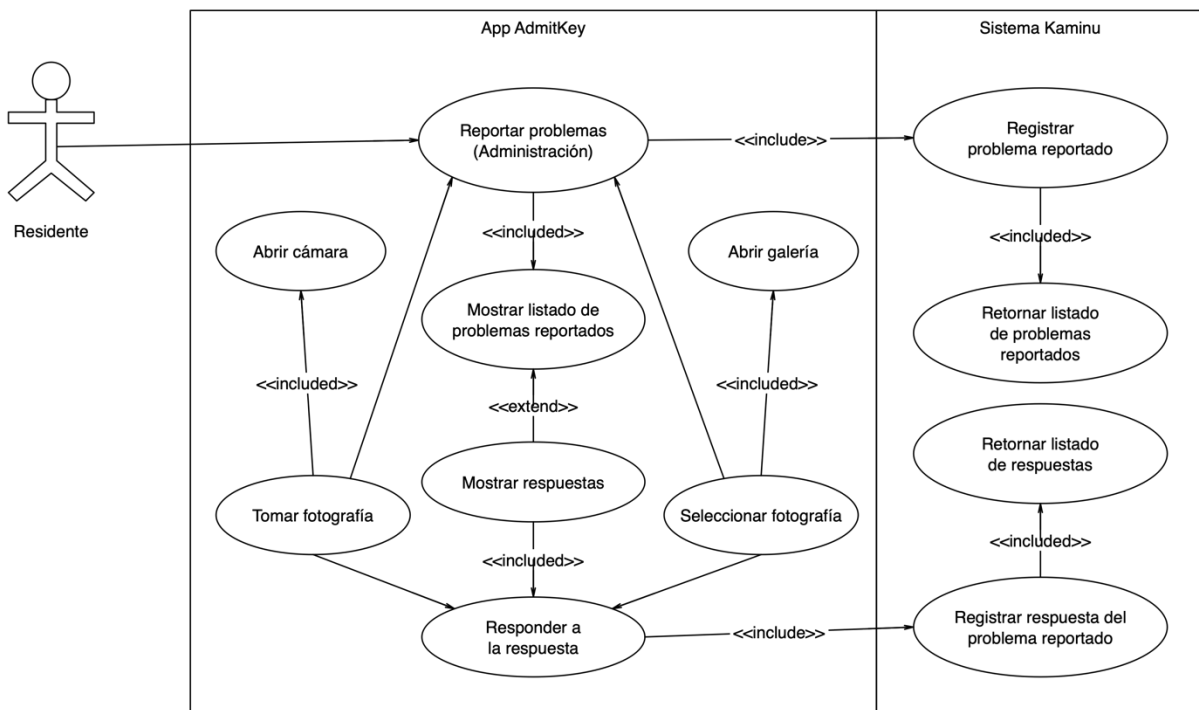 App AdmitKey
Sistema Kaminu
Residente
Reportar problemas
(Administración)
<<include>>
Registrar
problema reportado
<<included>>
<<included>>
Abrir cámara
Abrir galería
Mostrar listado de
problemas reportados
Retornar listado
de problemas
reportados
<<included>>
<<extend>>
<<included>>
Retornar listado
de respuestas
Tomar fotografía
Mostrar respuestas
Seleccionar fotografía
<<included>>
<<included>>
Responder a
la respuesta
<<include>>
Registrar respuesta del
problema reportado